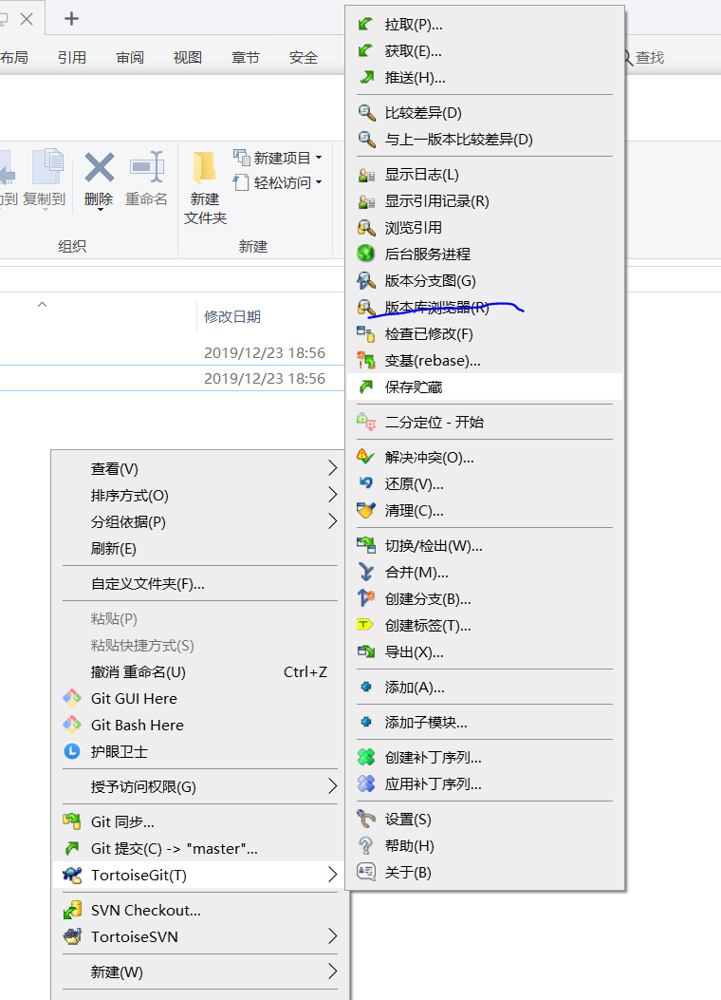 布局 引用 审阅 视图 章节 安全 查找
复制到 删除 重命名 新建文件夹 新建项目
轻松访问
组织 新建
修改日期
2019/12/23 18:56
2019/12/23 18:56
查看(V)
排序方式(O)
分组依据(P)
刷新(E)
自定义文件夹(F)...
粘贴(P)
粘贴快捷方式(S)
撤消 重命名(U) Ctrl+Z
Git GUI Here
Git Bash Here
护眼卫士
授予访问权限(G)
Git 同步...
Git 提交(C) -> "master"...
TortoiseGit(T)
SVN Checkout...
TortoiseSVN
新建(W)
拉取(P)...
获取(E)...
推送(H)...
比较差异(D)
与上一版本比较差异(D)
显示日志(L)
显示引用记录(R)
浏览引用
后台服务进程
版本分支图(G)
版本库浏览器(R)
检查已修改(F)
变基(rebase)...
保存贮藏
二分定位 - 开始
解决冲突(O)...
还原(V)...
清理(C)...
切换/检出(W)...
合并(M)...
创建分支(B)...
创建标签(T)...
导出(X)...
添加(A)...
添加子模块...
创建补丁序列...
应用补丁序列...
设置(S)
帮助(H)
关于(B)